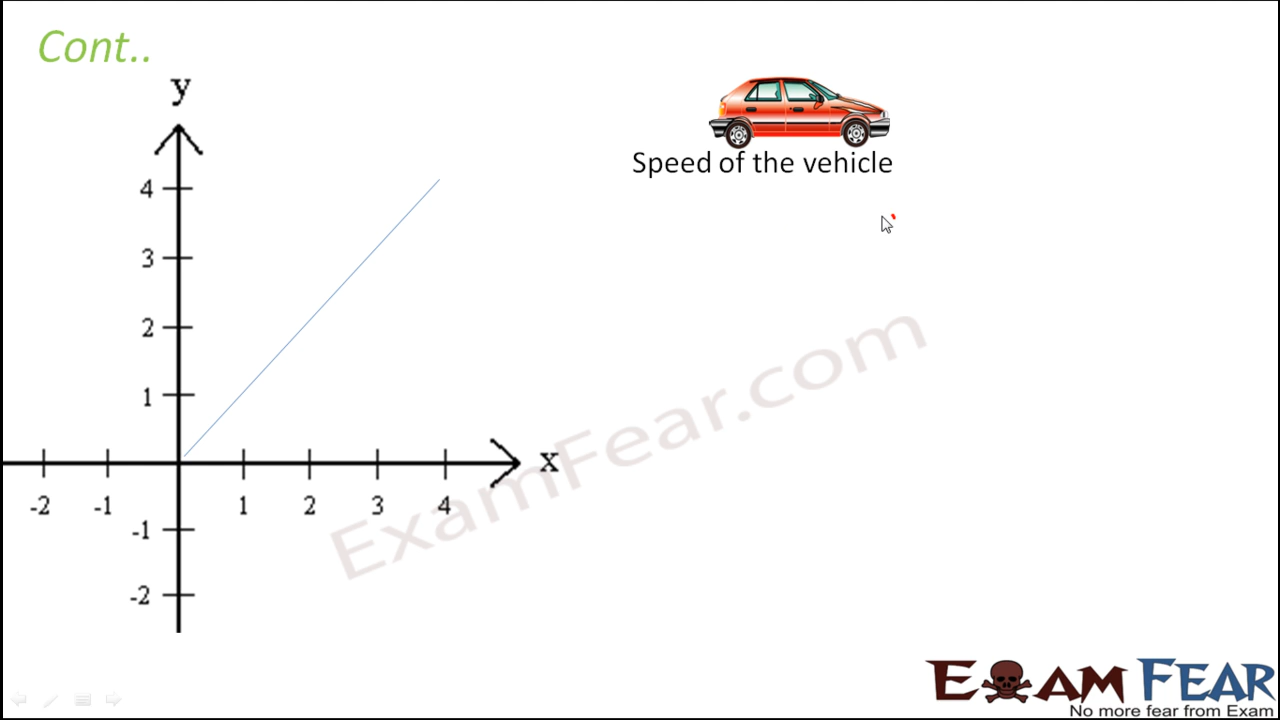 Cont..
y
Speed of the vehicle
4
3
2
1
x
-2 -1 1 2 3 4
-1
-2
ExamFear.com
EXAM FEAR
No more fear from Exam